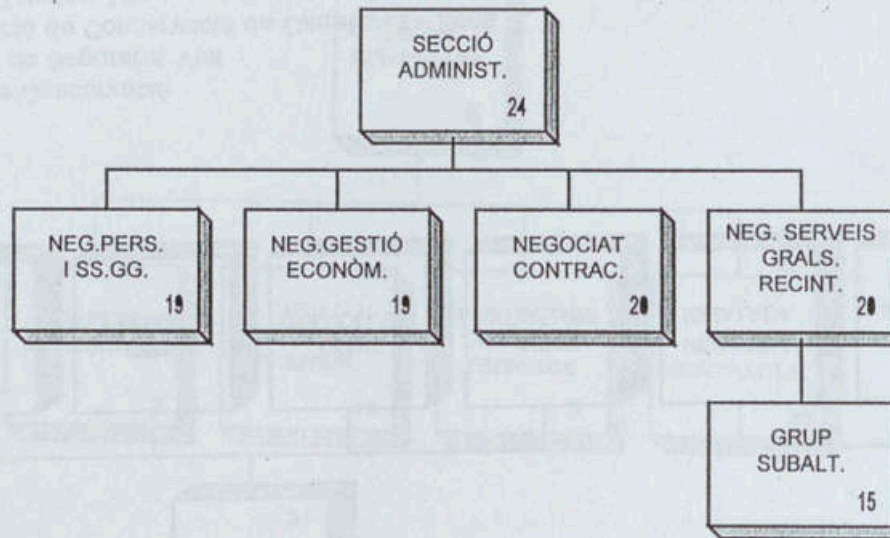 SECCIÓ
ADMINIST.
24
NEG.PERS.
I SS.GG.
19
NEG.GESTIÓ
ECONÒM.
19
NEGOCIAT
CONTRAC.
20
NEG. SERVEIS
GRALS.
RECINT.
20
GRUP
SUBALT.
15